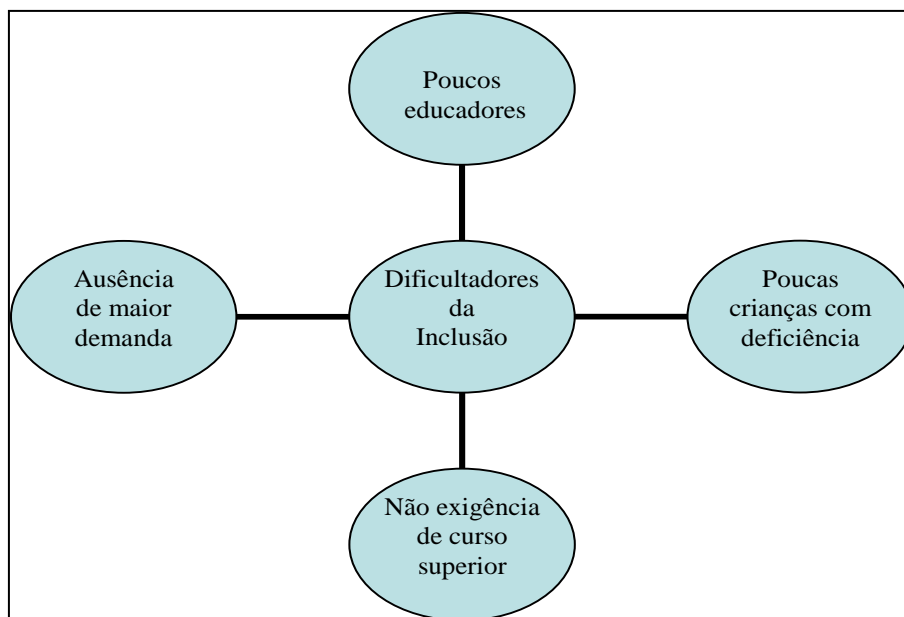 Poucos
educadores
Ausência
de maior
demanda
Dificultadores
da
Inclusão
Poucas
crianças com
deficiência
Não exigência
de curso
superior